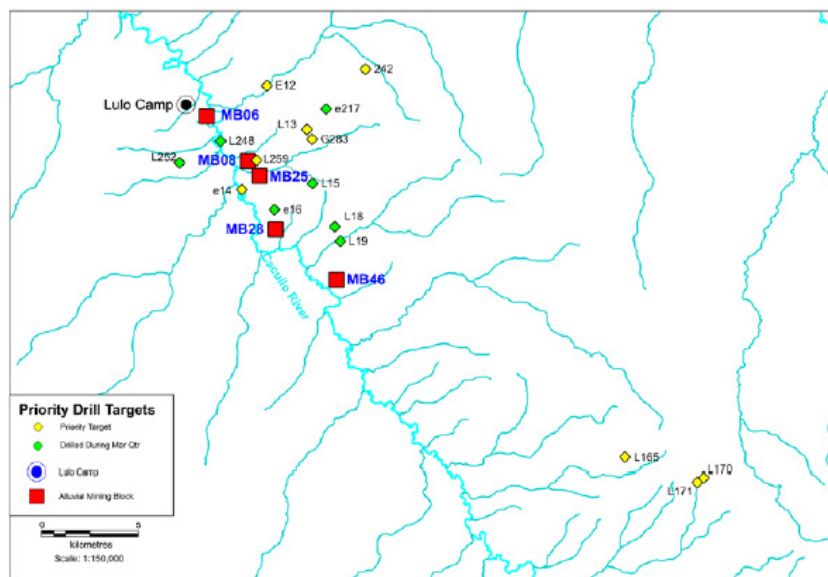 242
E12
Lulo Camp
e217
MB06
L13
G283
L248
L252
MB08
L259
MB25
L15
e14
e16
L18
MB28
L19
Cacuilo River
MB46
Priority Drill Targets
Priority Target
Drilled During Mar Qtr
Lulo Camp
Alluvial Mining Block
0 5
kilometres
Scale: 1:150,000
L165
L170
L171